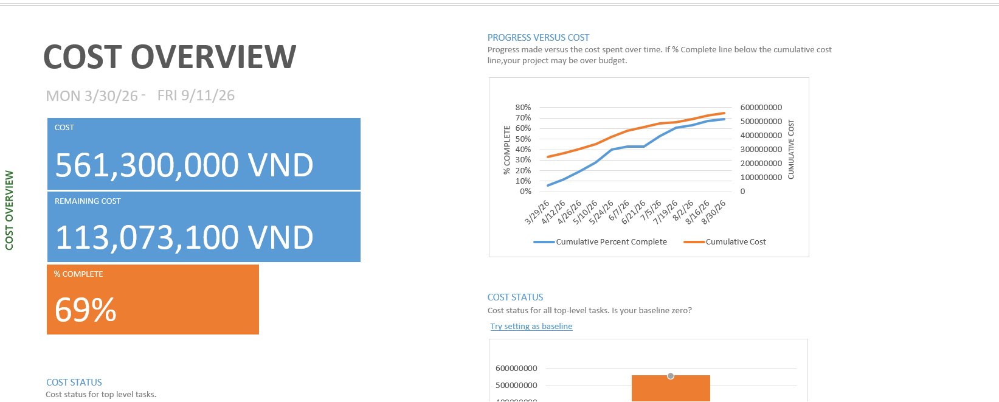 COST OVERVIEW
COST OVERVIEW
MON 3/30/26 - FRI 9/11/26
COST
561,300,000 VND
REMAINING COST
113,073,100 VND
% COMPLETE
69%
COST STATUS
Cost status for top level tasks.
PROGRESS VERSUS COST
Progress made versus the cost spent over time. If % Complete line below the cumulative cost
line,your project may be over budget.
% COMPLETE
80%
70%
60%
50%
40%
30%
20%
10%
0%
600000000
500000000
400000000
300000000
200000000
100000000
0
CUMULATIVE COST
3/29/26
4/12/26
4/26/26
5/10/26
5/24/26
6/7/26
6/21/26
7/5/26
7/19/26
8/2/26
8/16/26
8/30/26
Cumulative Percent Complete
Cumulative Cost
COST STATUS
Cost status for all top-level tasks. Is your baseline zero?
Try setting as baseline
600000000
500000000
400000000